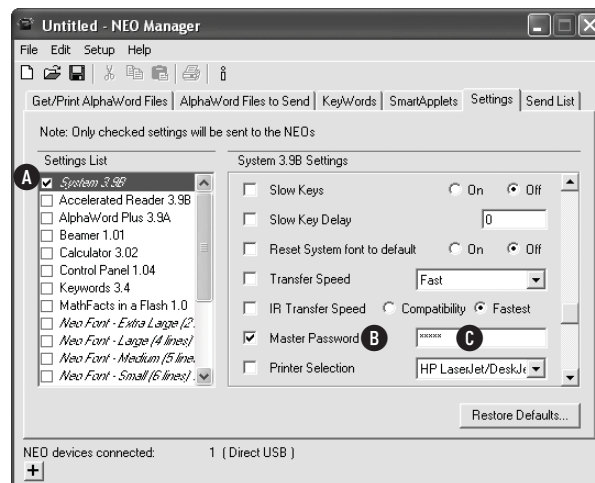 Untitled - NEO Manager
File Edit Setup Help
Get/Print AlphaWord Files AlphaWord Files to Send KeyWords SmartApplets Settings Send List
Note: Only checked settings will be sent to the NEOs
Settings List
System 3.9B Settings
A
System 3.9B
Accelerated Reader 3.9B
AlphaWord Plus 3.9A
Beamer 1.01
Calculator 3.02
Control Panel 1.04
Keywords 3.4
MathFacts in a Flash 1.0
Neo Font - Extra Large (2
Neo Font - Large (4 lines)
Neo Font - Medium (5 lines
Neo Font - Small (6 lines)
Slow Keys On Off
Slow Key Delay 0
Reset System font to default On Off
Transfer Speed Fast
IR Transfer Speed Compatibility Fastest
Master Password B ***** C
Printer Selection HP LaserJet/DeskJe
Restore Defaults...
NEO devices connected: 1 ( Direct USB )
+